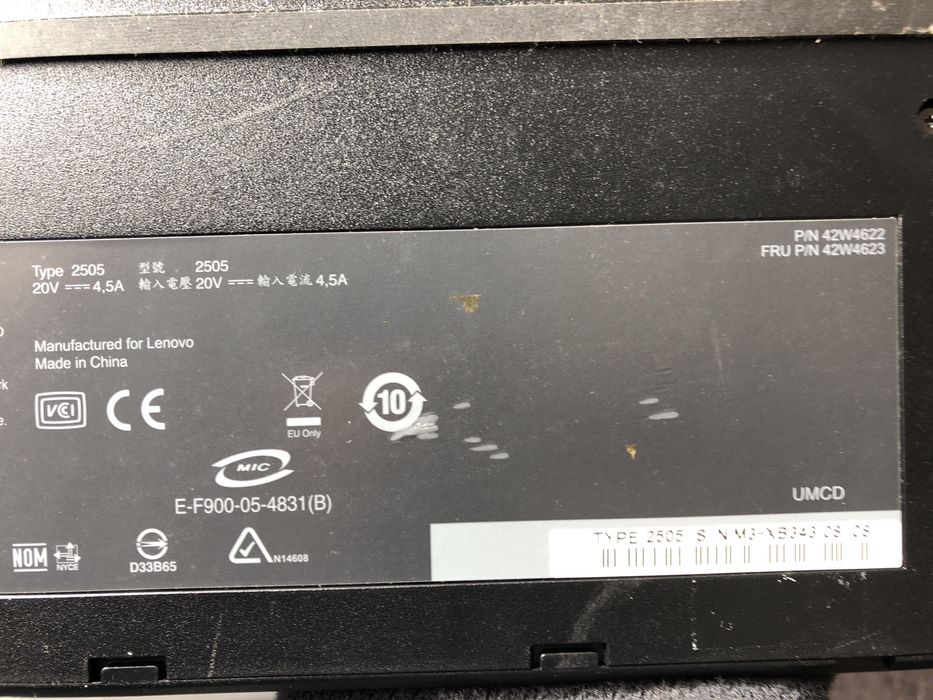 P/N 42W4622
FRU P/N 42W4623
Type 2505 型號 2505
20V 4,5A 輸入電壓 20V 輸入電流 4,5A
Manufactured for Lenovo
Made in China
VCI
CE
EU Only
10
MIC
E-F900-05-4831(B)
UMCD
NOM
NYCE
D33B65
N14608
TYPE 2505 S N M3-XB343 08 08